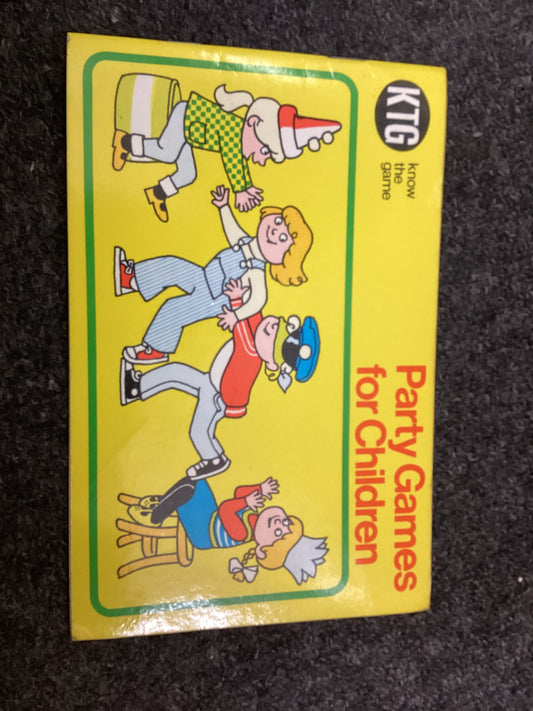 KTG
know
the
game
Party Games
for Children